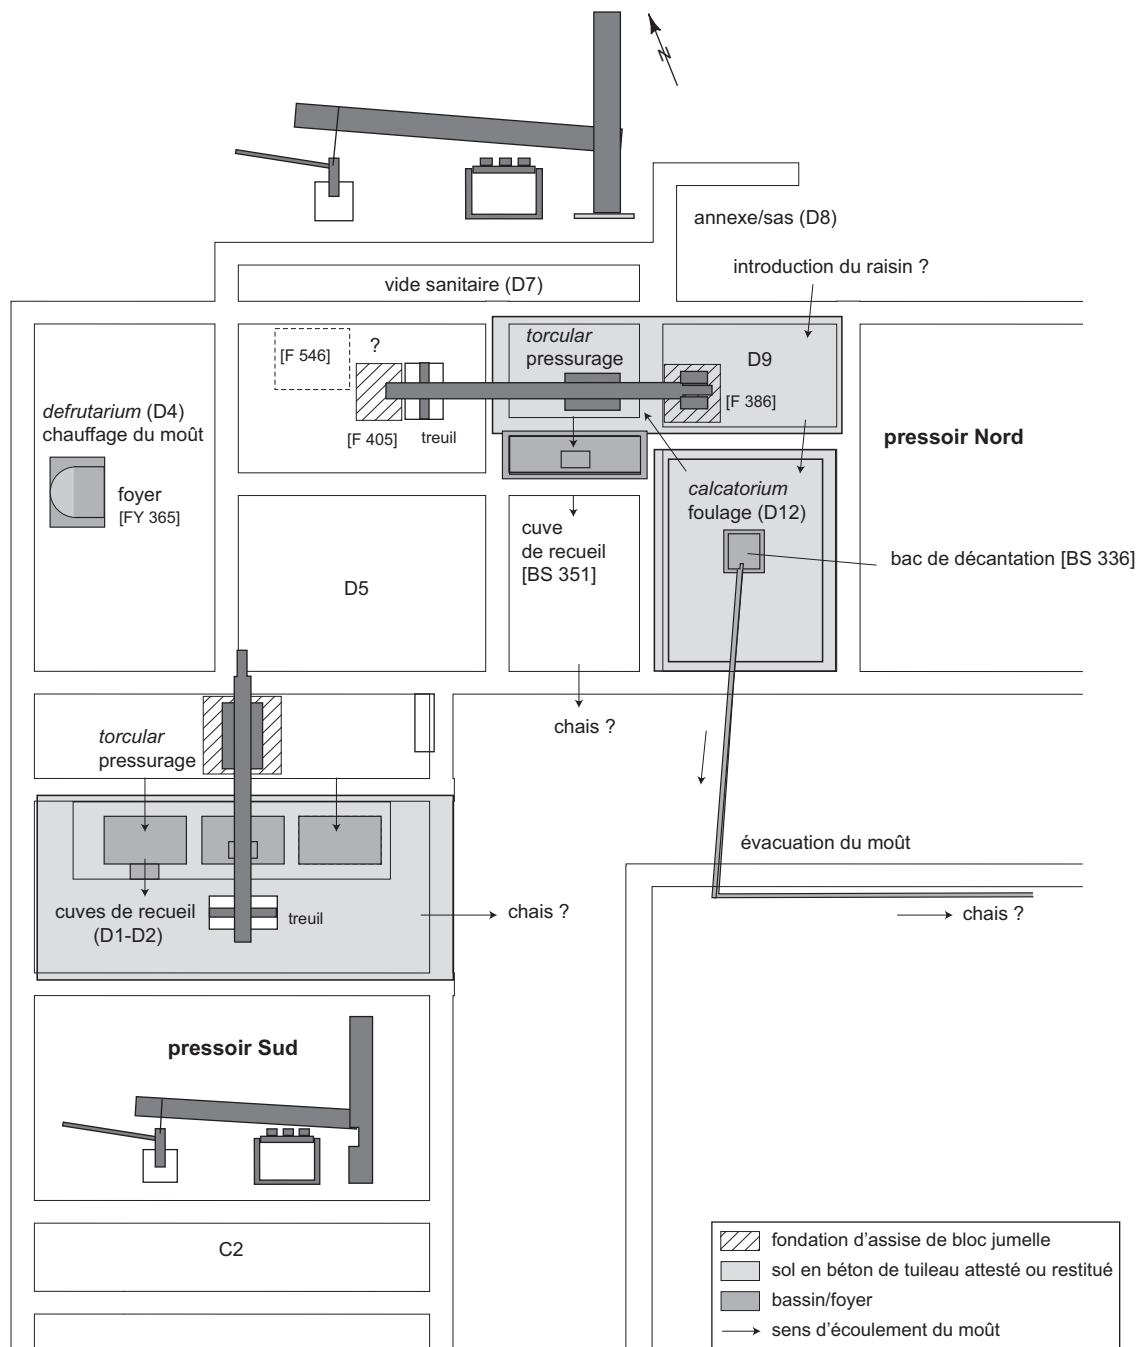 N
annexe/sas (D8)
introduction du raisin ?
vide sanitaire (D7)
[F 546]
?
torcular
pressurage
D9
[F 386]
defrutarium (D4)
chauffage du moût
[F 405]
treuil
pressoir Nord
foyer
[FY 365]
calcatorium
foulage (D12)
cuve
de recueil
[BS 351]
bac de décantation [BS 336]
D5
chais ?
torcular
pressurage
évacuation du moût
cuves de recueil
(D1-D2)
treuil
chais ?
chais ?
pressoir Sud
C2
fondation d'assise de bloc jumelle
sol en béton de tuileau attesté ou restitué
bassin/foyer
sens d'écoulement du moût